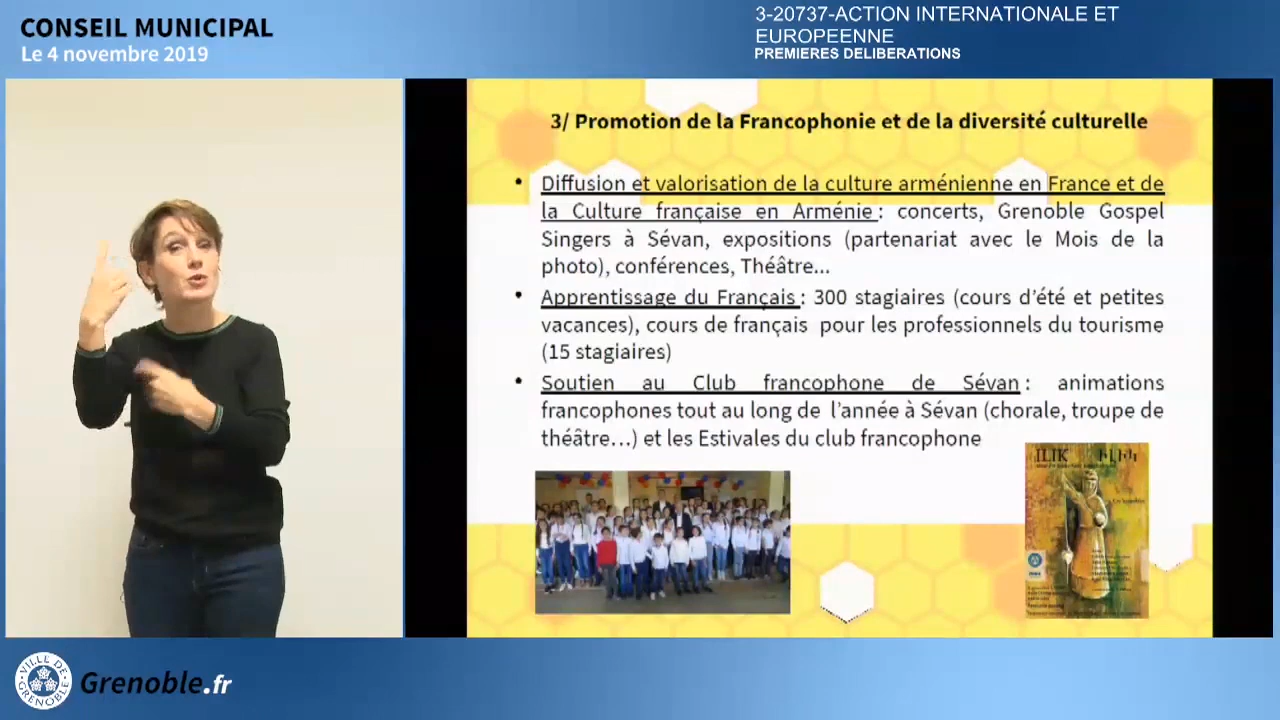 CONSEIL MUNICIPAL
Le 4 novembre 2019
3-20737-ACTION INTERNATIONALE ET
EUROPEENNE
PREMIERES DELIBERATIONS
3/ Promotion de la Francophonie et de la diversité culturelle
• Diffusion et valorisation de la culture arménienne en France et de
la Culture française en Arménie : concerts, Grenoble Gospel
Singers à Sévan, expositions (partenariat avec le Mois de la
photo), conférences, Théâtre...
• Apprentissage du Français : 300 stagiaires (cours d'été et petites
vacances), cours de français pour les professionnels du tourisme
(15 stagiaires)
• Soutien au Club francophone de Sévan : animations
francophones tout au long de l'année à Sévan (chorale, troupe de
théâtre…) et les Estivales du club francophone
ILIK ԻԼԻԿ
VILLE DE GRENOBLE
Grenoble.fr